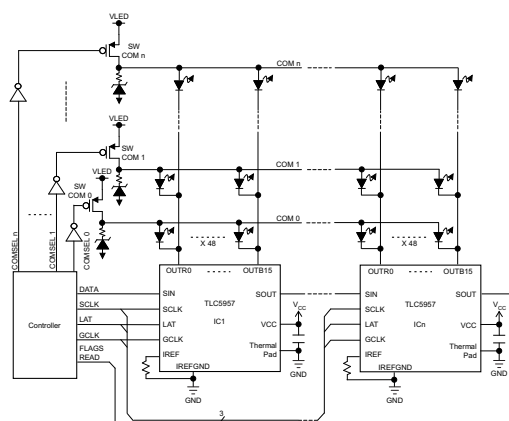 VLED
SW
COM n
COM n
VLED
SW
COM 1
COM 1
VLED
SW
COM 0
COM 0
COMSEL n
COMSEL 1
COMSEL 0
X 48
X 48
OUTR0
OUTB15
OUTR0
OUTB15
Controller
DATA
SCLK
LAT
GCLK
FLAGS
READ
SIN
SCLK
LAT
GCLK
IREF
IREFGND
TLC5957
IC1
SOUT
VCC
Thermal
Pad
VCC
GND
GND
SIN
SCLK
LAT
GCLK
IREF
IREFGND
TLC5957
ICn
SOUT
VCC
Thermal
Pad
VCC
GND
GND
3